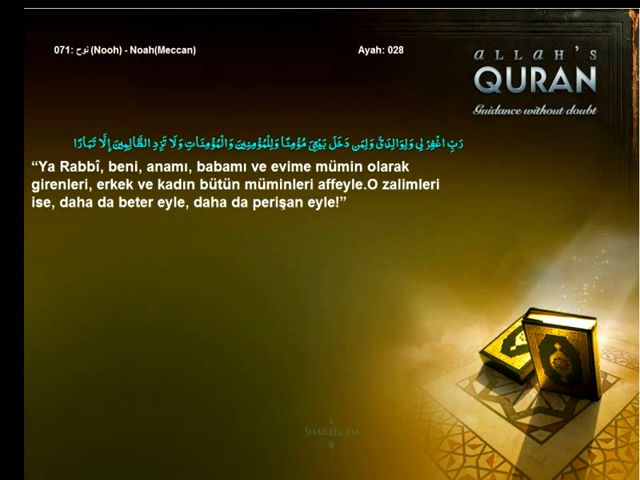 071: نوح (Nooh) - Noah(Meccan) Ayah: 028
ALLAH'S
QURAN
Guidance without doubt
رَبِّ اغْفِرْ لِي وَلِوَالِدَيَّ وَلِمَن دَخَلَ بَيْتِيَ مُؤْمِنًا وَلِلْمُؤْمِنِينَ وَالْمُؤْمِنَاتِ وَلَا تَزِدِ الظَّالِمِينَ إِلَّا تَبَارًا
“Ya Rabbî, beni, anamı, babamı ve evime mümin olarak
girenleri, erkek ve kadın bütün müminleri affeyle.O zalimleri
ise, daha da beter eyle, daha da perişan eyle!”
SHAREISLAM